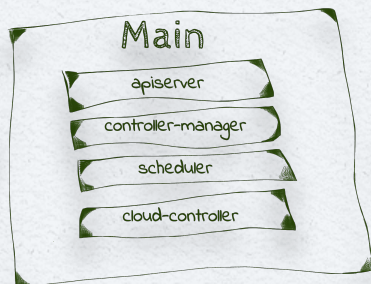 Main
apiserver
controller-manager
scheduler
cloud-controller